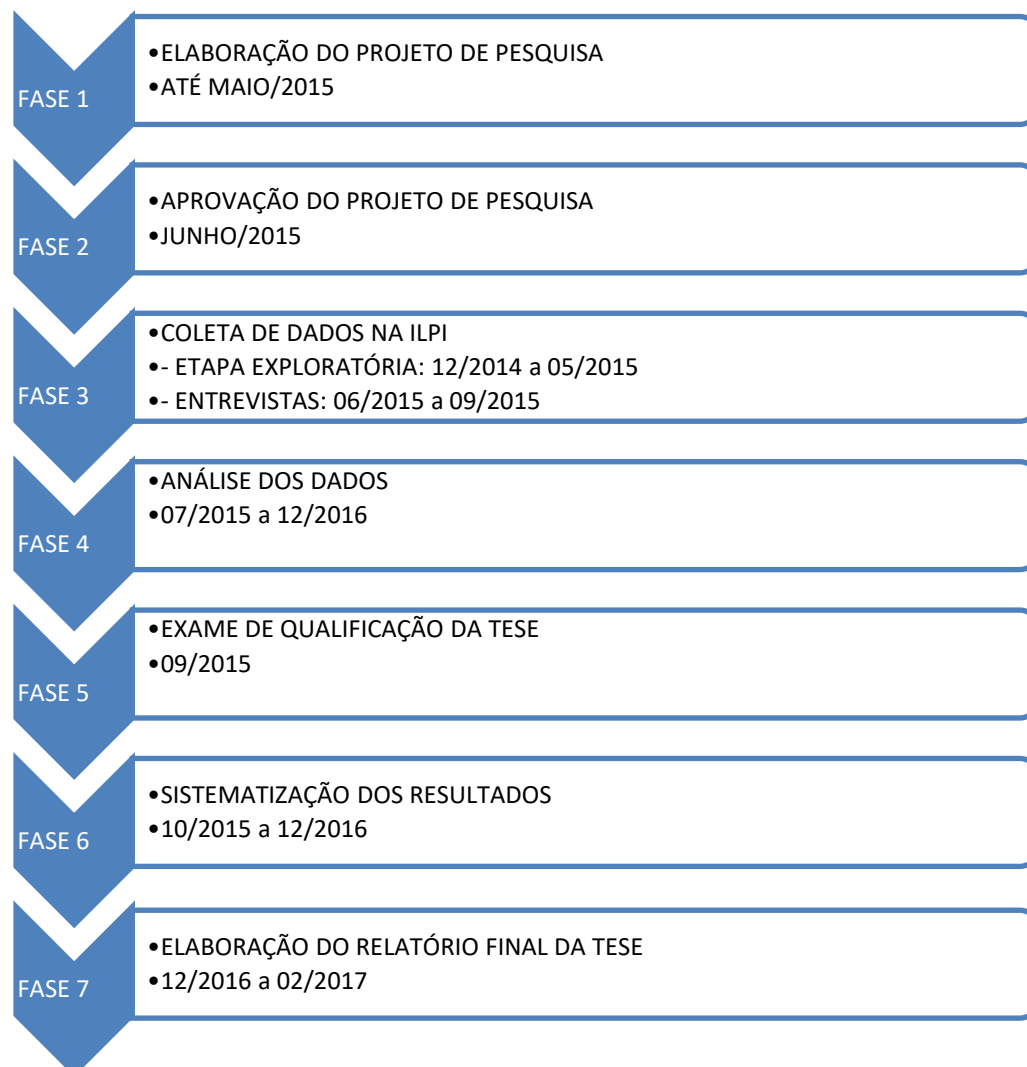 FASE 1
•ELABORAÇÃO DO PROJETO DE PESQUISA
•ATÉ MAIO/2015
FASE 2
•APROVAÇÃO DO PROJETO DE PESQUISA
•JUNHO/2015
FASE 3
•COLETA DE DADOS NA ILPI
•- ETAPA EXPLORATÓRIA: 12/2014 a 05/2015
•- ENTREVISTAS: 06/2015 a 09/2015
FASE 4
•ANÁLISE DOS DADOS
•07/2015 a 12/2016
FASE 5
•EXAME DE QUALIFICAÇÃO DA TESE
•09/2015
FASE 6
•SISTEMATIZAÇÃO DOS RESULTADOS
•10/2015 a 12/2016
FASE 7
•ELABORAÇÃO DO RELATÓRIO FINAL DA TESE
•12/2016 a 02/2017